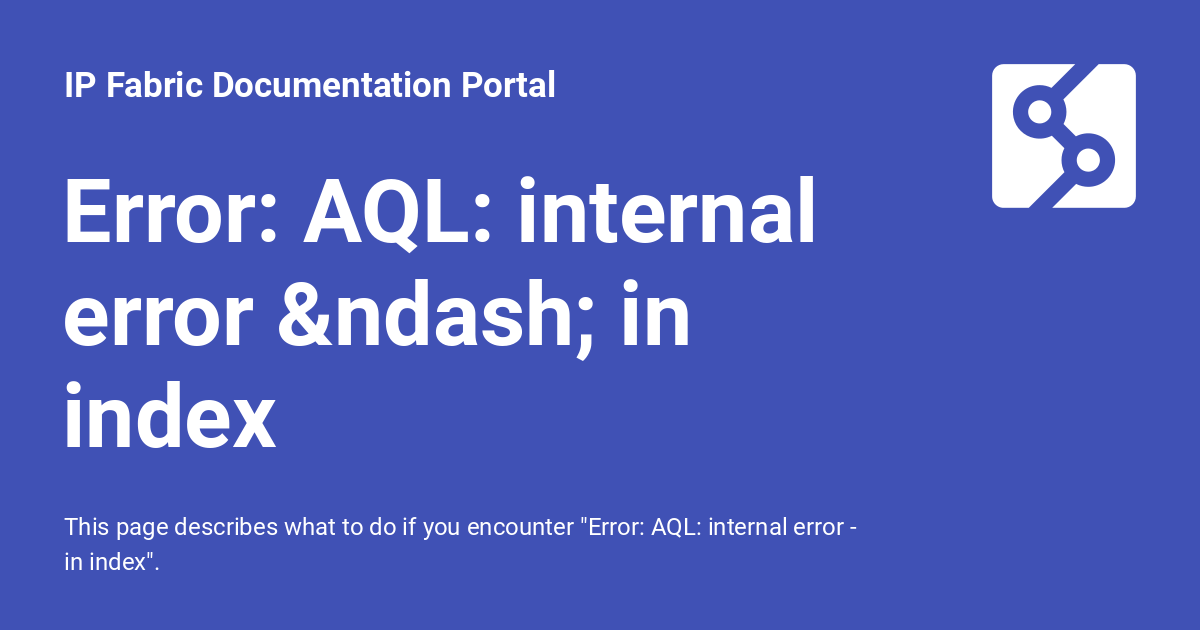 IP Fabric Documentation Portal
Error: AQL: internal
error &ndash; in
index
This page describes what to do if you encounter "Error: AQL: internal error -
in index".